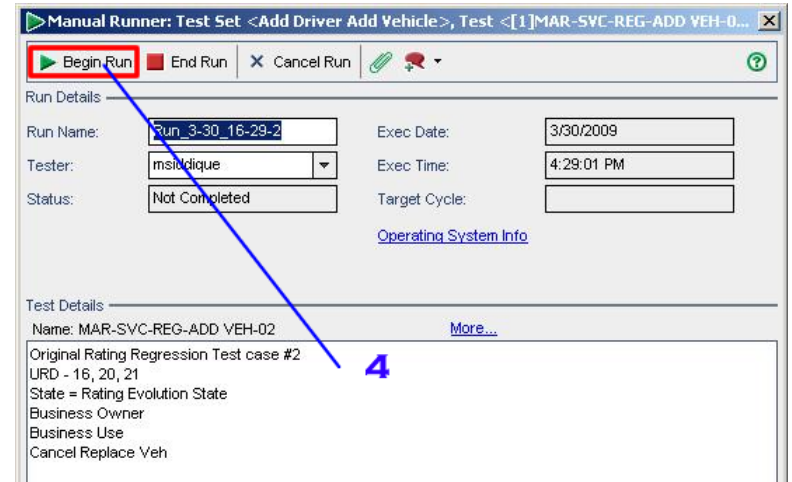 Manual Runner: Test Set <Add Driver Add Vehicle>, Test <[1]MAR-SVC-REG-ADD VEH-0...
Begin Run End Run Cancel Run
Run Details
Run Name: Run_3-30_16-29-2 Exec Date: 3/30/2009
Tester: msiddique Exec Time: 4:29:01 PM
Status: Not Completed Target Cycle:
Operating System Info
Test Details
Name: MAR-SVC-REG-ADD VEH-02 More...
Original Rating Regression Test case #2
4
URD - 16, 20, 21
State = Rating Evolution State
Business Owner
Business Use
Cancel Replace Veh